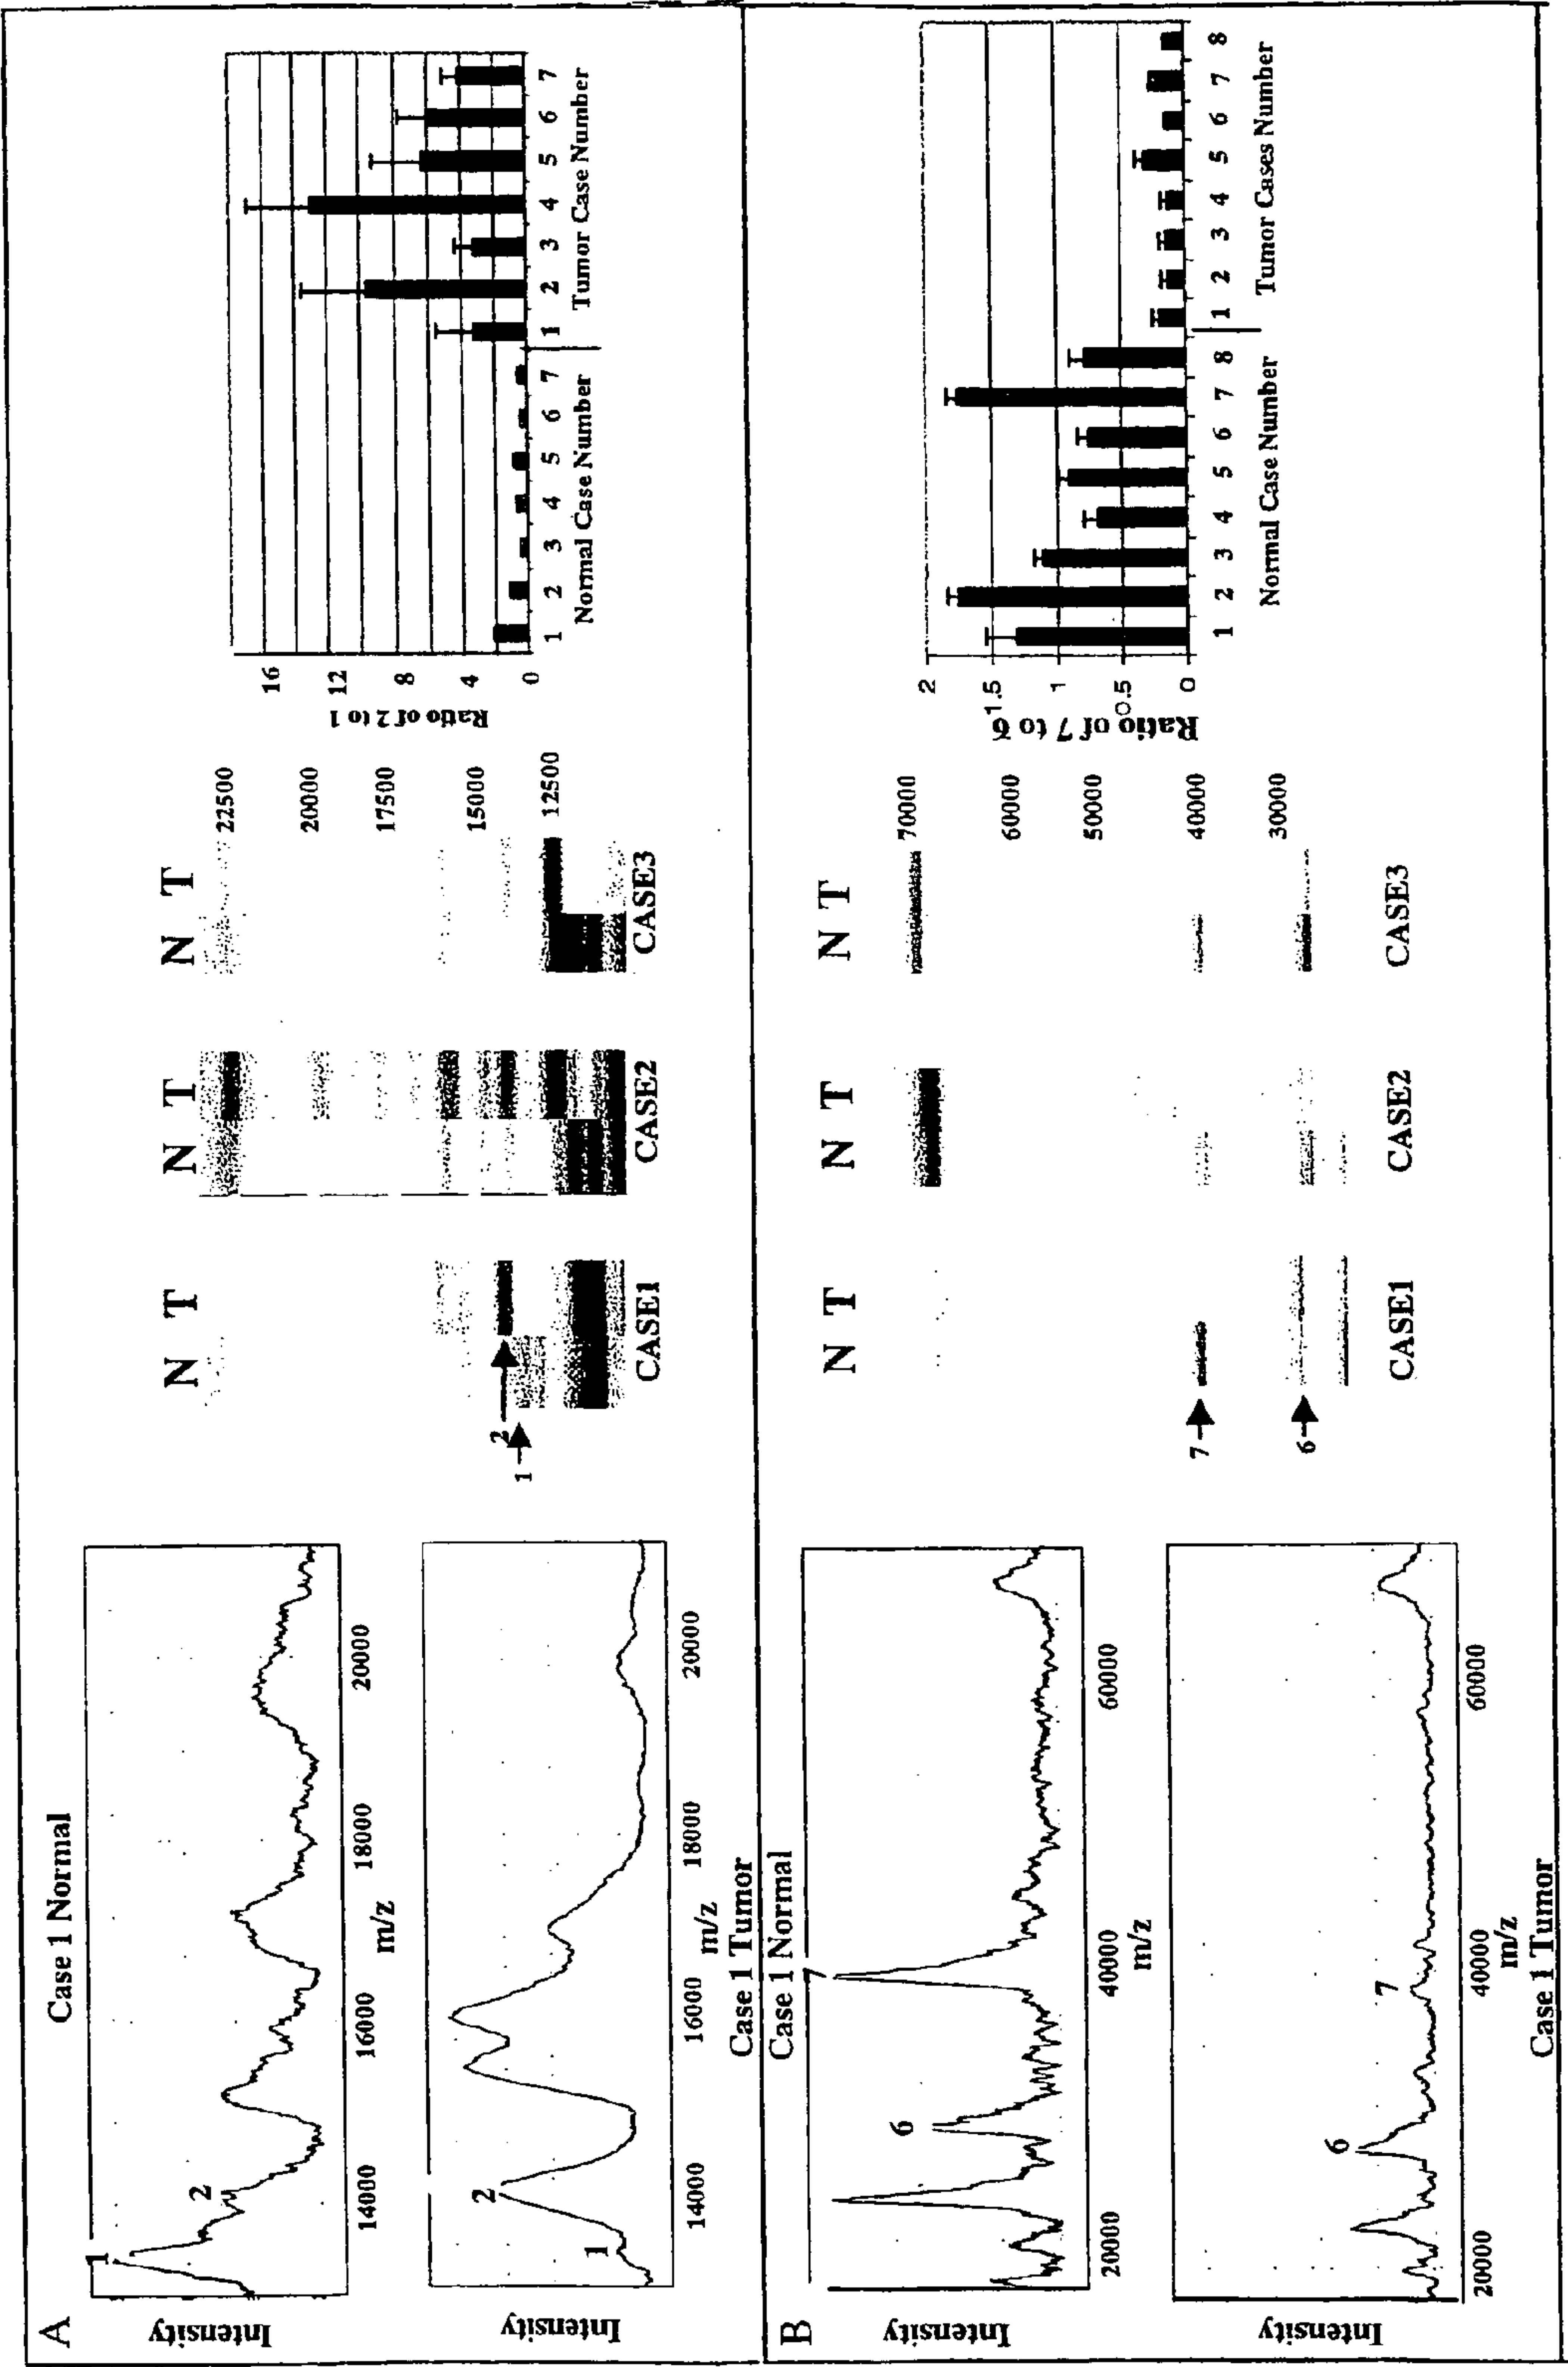 A
Case 1 Normal
Intensity
1
2
14000 16000 18000 20000
m/z
Intensity
1
2
14000 16000 18000 20000
m/z
Case 1 Tumor
N T N T N T
1
2
CASE1 CASE2 CASE3
22500
20000
17500
15000
12500
Ratio of 2 to 1
16
12
8
4
0
1 2 3 4 5 6 7 1 2 3 4 5 6 7
Normal Case Number Tumor Case Number
B
Case 1 Normal
Intensity
6
7
20000 40000 60000
m/z
Intensity
6
7
20000 40000 60000
m/z
Case 1 Tumor
N T N T N T
7
6
CASE1 CASE2 CASE3
70000
60000
50000
40000
30000
Ratio of 7 to 6
2
1.5
1
0.5
0
1 2 3 4 5 6 7 8 1 2 3 4 5 6 7 8
Normal Case Number Tumor Cases Number